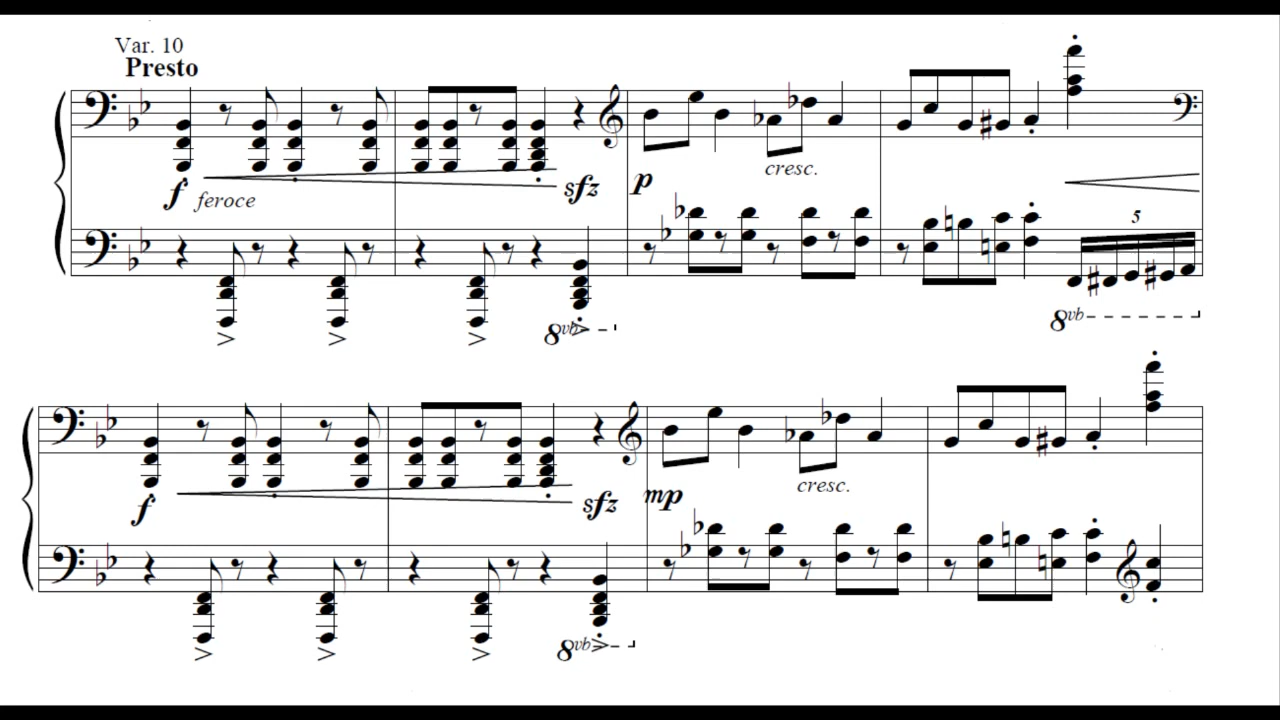 Var. 10
Presto
f feroce sfz p cresc.
5
8vb 8vb
f sfz mp cresc.
8vb